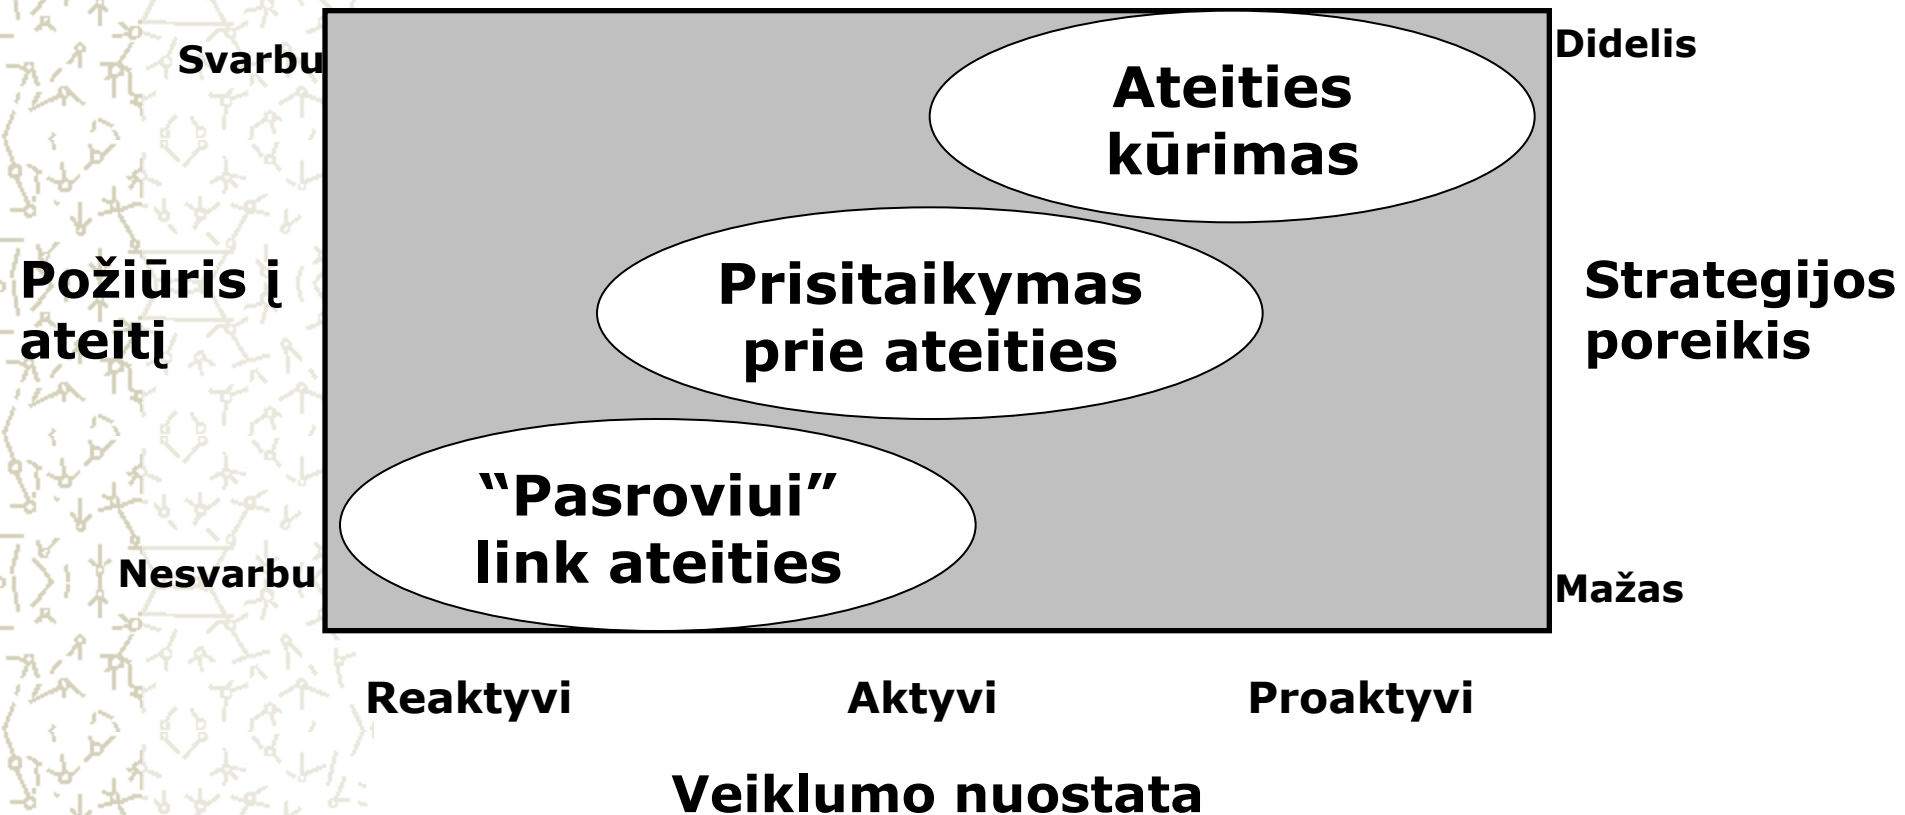 Svarbu
Didelis
Ateities
kūrimas
Požiūris į
ateitį
Prisitaikymas
prie ateities
Strategijos
poreikis
“Pasroviui”
link ateities
Nesvarbu
Mažas
Reaktyvi
Aktyvi
Proaktyvi
Veiklumo nuostata